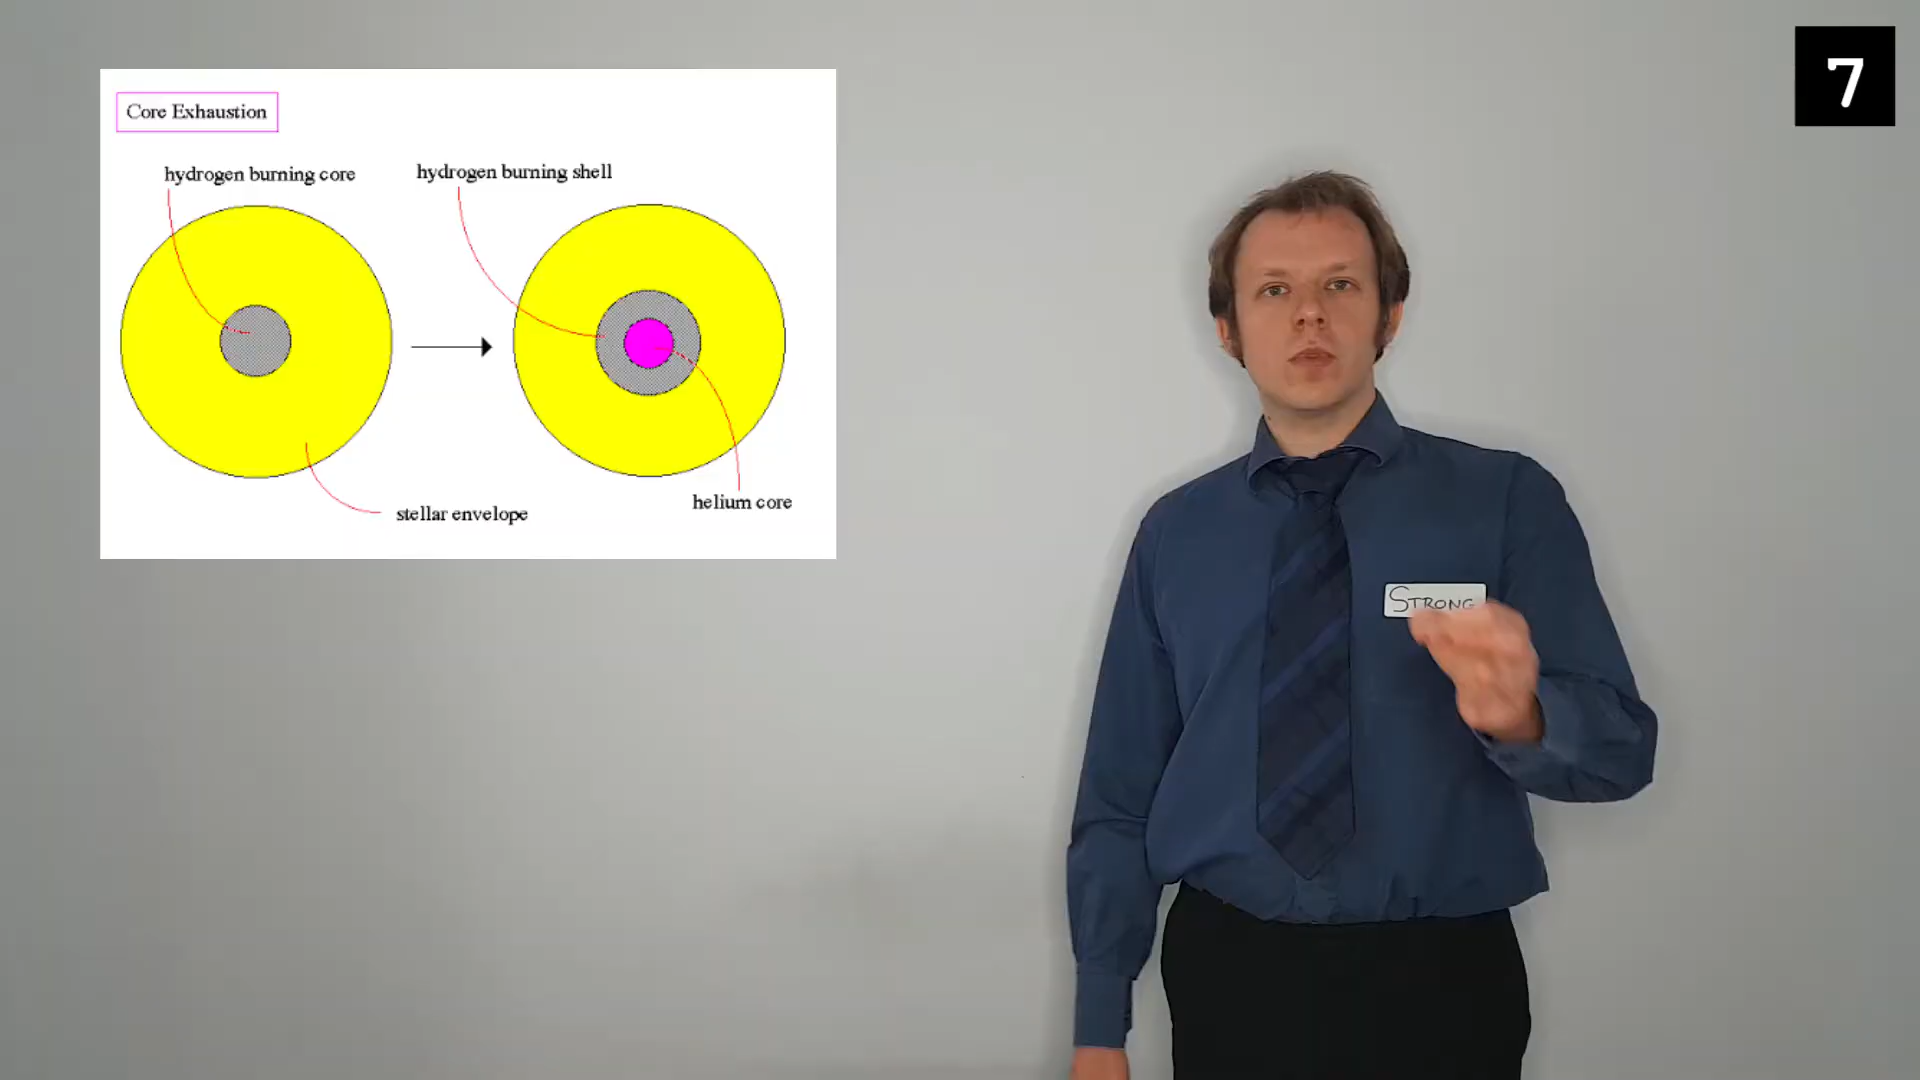 7
Core Exhaustion
hydrogen burning core
hydrogen burning shell
stellar envelope
helium core
STRONG